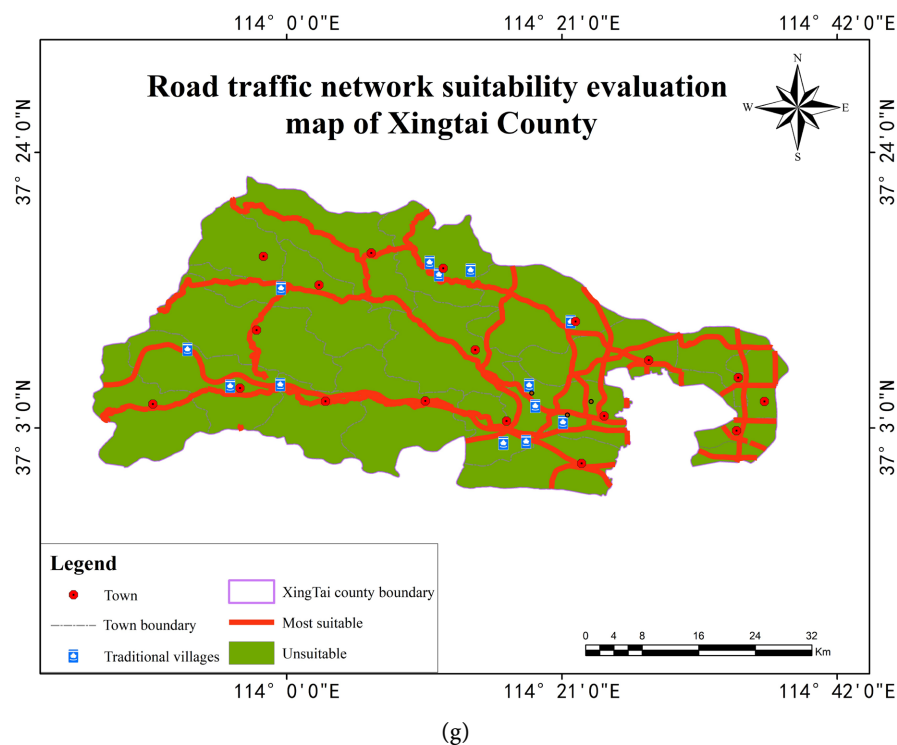 114° 0'0"E
114° 21'0"E
114° 42'0"E
Road traffic network suitability evaluation
map of Xingtai County
N
W
E
S
37° 24'0"N
37° 24'0"N
37° 3'0"N
37° 3'0"N
Legend
Town
Town boundary
Traditional villages
XingTai county boundary
Most suitable
Unsuitable
0 4 8 16 24 32
Km
114° 0'0"E
114° 21'0"E
114° 42'0"E
(g)